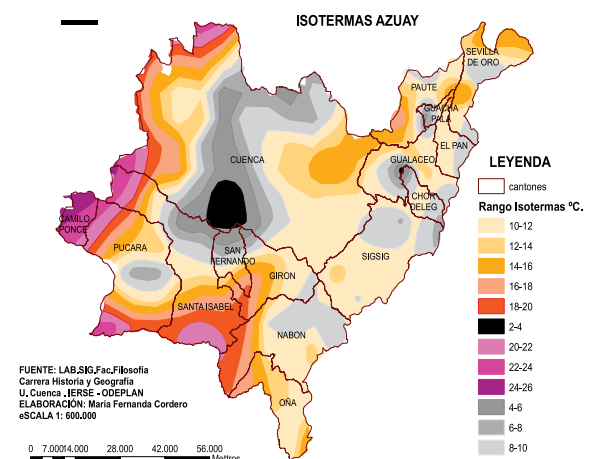 ISOTERMAS AZUAY
SEVILLA
DE ORO
PAUTE
GUACHA
PALA
EL PAN
CUENCA
GUALACEO
CHOR
DELEG
CAMILO
PONCE
PUCARA
SAN
FERNANDO
SIGSIG
GIRON
SANTA ISABEL
NABON
OÑA
LEYENDA
cantones
Rango Isotermas ºC.
10-12
12-14
14-16
16-18
18-20
2-4
20-22
22-24
24-26
4-6
6-8
8-10
FUENTE: LAB,SIG,Fac,Filosofía
Carrera Historia y Geografía
U. Cuenca . IERSE - ODEPLAN
ELABORACIÓN: María Fernanda Cordero
eSCALA 1: 600.000
0 7.00014.000 28.000 42.000 56.000
Mettros